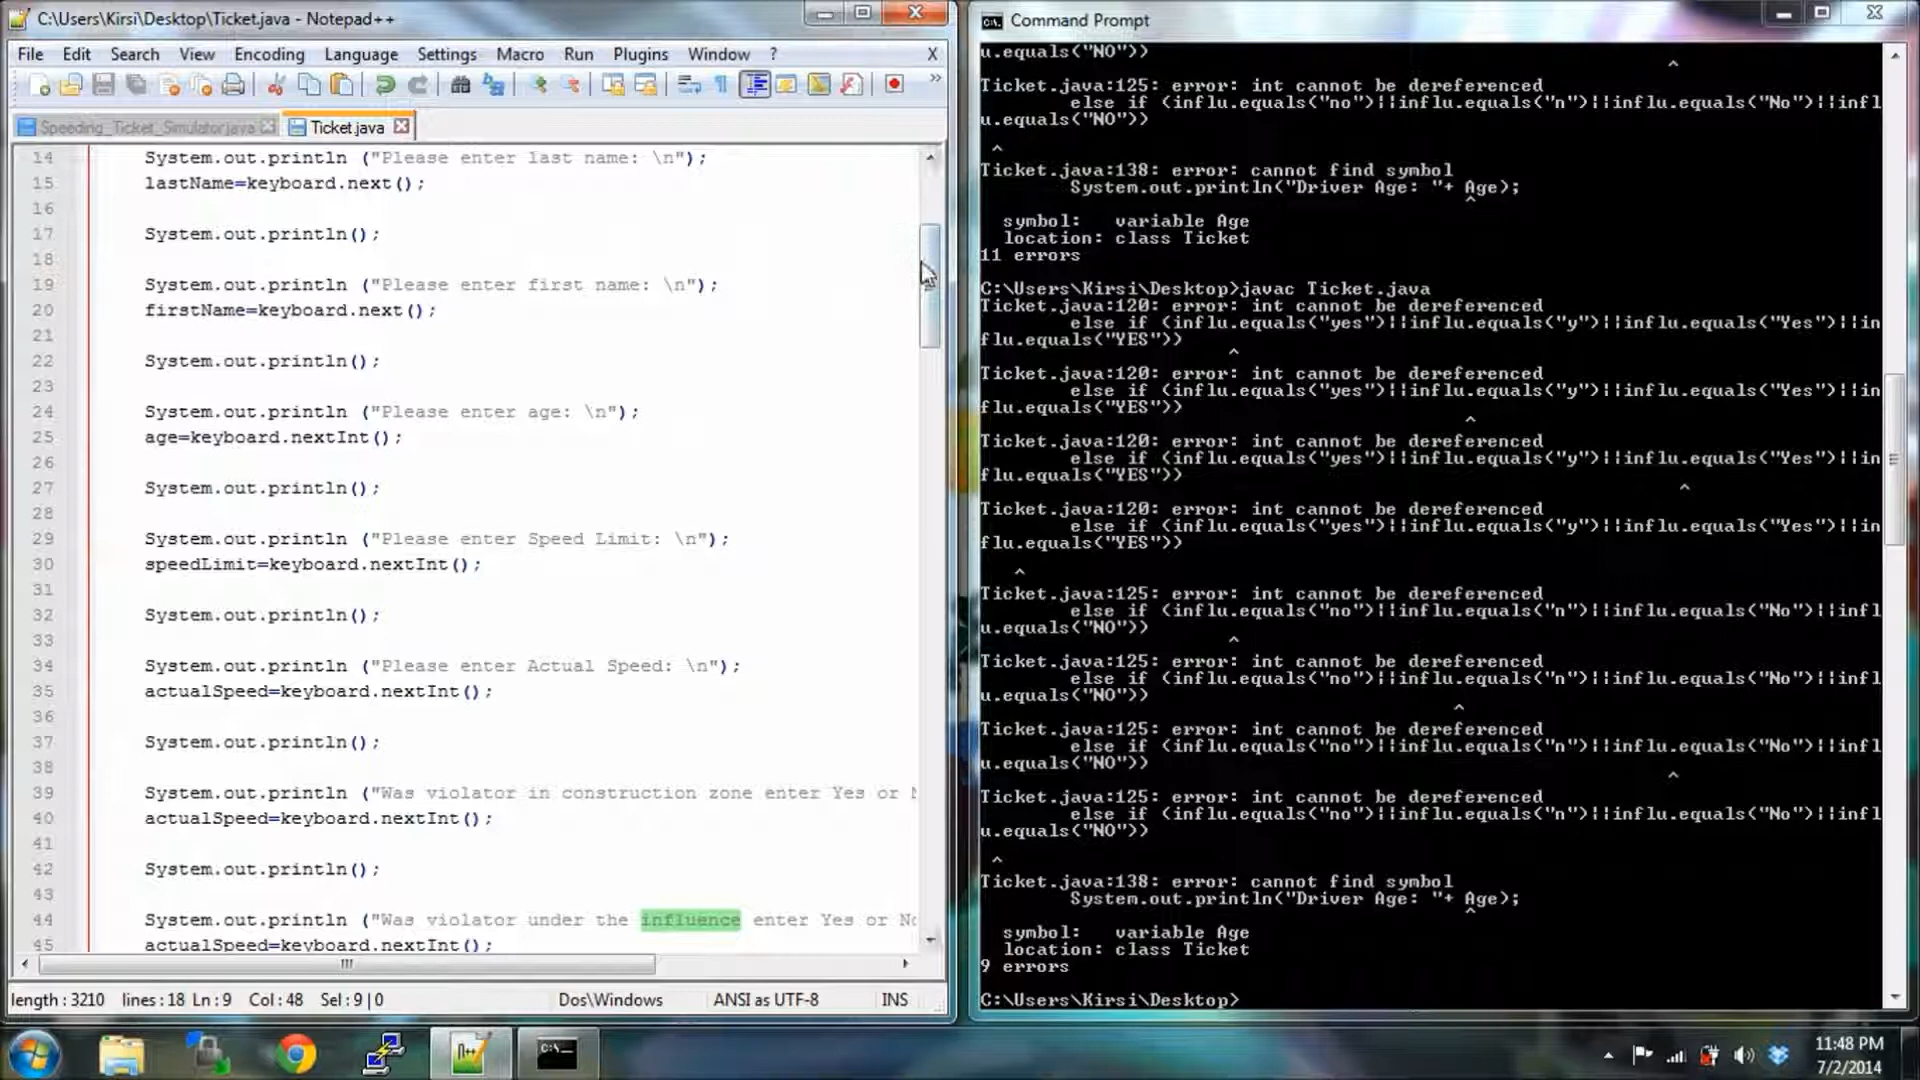 C:\Users\Kirsi\Desktop\Ticket.java - Notepad++
File Edit Search View Encoding Language Settings Macro Run Plugins Window ? X
Speeding_Ticket_Simulator.java
Ticket.java
14 System.out.println ("Please enter last name: \n");
15 lastName=keyboard.next();
16
17 System.out.println();
18
19 System.out.println ("Please enter first name: \n");
20 firstName=keyboard.next();
21
22 System.out.println();
23
24 System.out.println ("Please enter age: \n");
25 age=keyboard.nextInt();
26
27 System.out.println();
28
29 System.out.println ("Please enter Speed Limit: \n");
30 speedLimit=keyboard.nextInt();
31
32 System.out.println();
33
34 System.out.println ("Please enter Actual Speed: \n");
35 actualSpeed=keyboard.nextInt();
36
37 System.out.println();
38
39 System.out.println ("Was violator in construction zone enter Yes or
40 actualSpeed=keyboard.nextInt();
41
42 System.out.println();
43
44 System.out.println ("Was violator under the influence enter Yes or No
45 actualSpeed=keyboard.nextInt();
length : 3210 lines : 18 Ln : 9 Col : 48 Sel : 9 | 0 Dos\Windows ANSI as UTF-8 INS
Command Prompt
u.equals("NO"))
^
Ticket.java:125: error: int cannot be dereferenced
else if (influ.equals("no")||influ.equals("n")||influ.equals("No")||infl
u.equals("NO"))
^
Ticket.java:138: error: cannot find symbol
System.out.println("Driver Age: "+ Age);
^
symbol: variable Age
location: class Ticket
11 errors
C:\Users\Kirsi\Desktop>javac Ticket.java
Ticket.java:120: error: int cannot be dereferenced
else if (influ.equals("yes")||influ.equals("y")||influ.equals("Yes")||in
flu.equals("YES"))
^
Ticket.java:120: error: int cannot be dereferenced
else if (influ.equals("yes")||influ.equals("y")||influ.equals("Yes")||in
flu.equals("YES"))
^
Ticket.java:120: error: int cannot be dereferenced
else if (influ.equals("yes")||influ.equals("y")||influ.equals("Yes")||in
flu.equals("YES"))
^
Ticket.java:120: error: int cannot be dereferenced
else if (influ.equals("yes")||influ.equals("y")||influ.equals("Yes")||in
flu.equals("YES"))
^
Ticket.java:125: error: int cannot be dereferenced
else if (influ.equals("no")||influ.equals("n")||influ.equals("No")||infl
u.equals("NO"))
^
Ticket.java:125: error: int cannot be dereferenced
else if (influ.equals("no")||influ.equals("n")||influ.equals("No")||infl
u.equals("NO"))
^
Ticket.java:125: error: int cannot be dereferenced
else if (influ.equals("no")||influ.equals("n")||influ.equals("No")||infl
u.equals("NO"))
^
Ticket.java:125: error: int cannot be dereferenced
else if (influ.equals("no")||influ.equals("n")||influ.equals("No")||infl
u.equals("NO"))
^
Ticket.java:138: error: cannot find symbol
System.out.println("Driver Age: "+ Age);
^
symbol: variable Age
location: class Ticket
9 errors
C:\Users\Kirsi\Desktop>
11:48 PM
7/2/2014